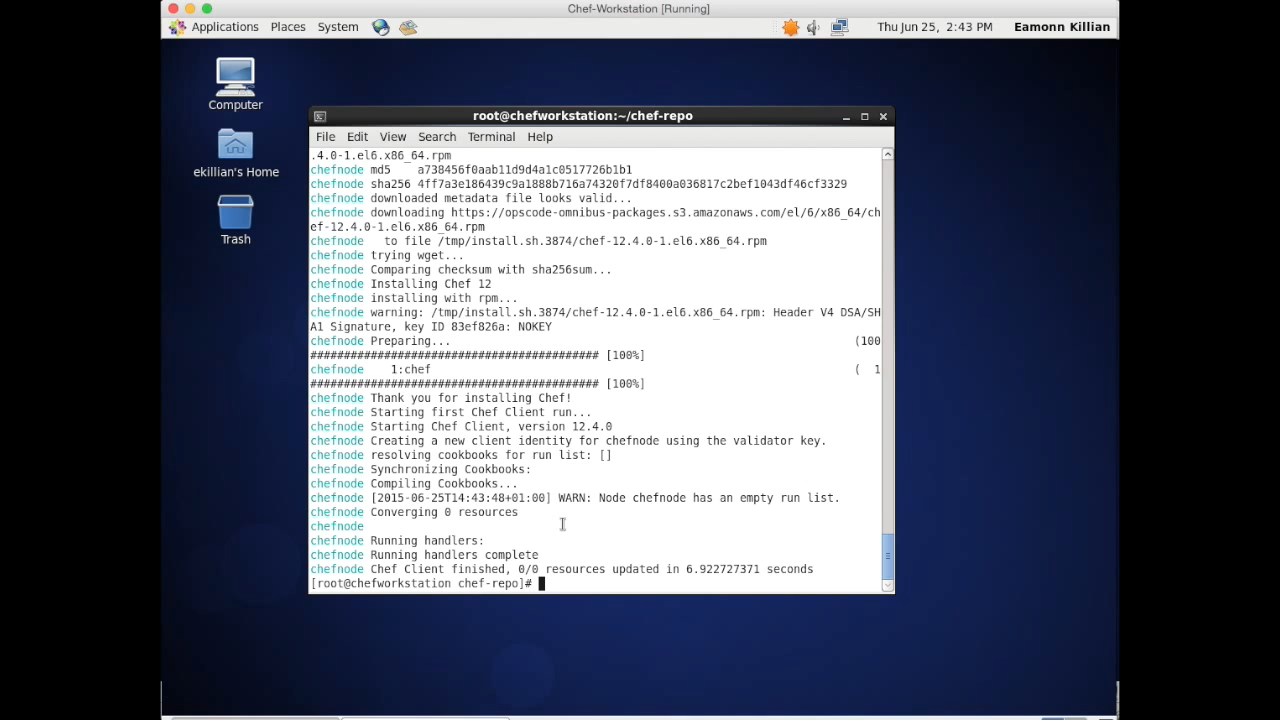 Chef-Workstation [Running]
Applications Places System Thu Jun 25, 2:43 PM Eamonn Killian
Computer
ekillian's Home
Trash
root@chefworkstation:~/chef-repo
File Edit View Search Terminal Help
.4.0-1.el6.x86_64.rpm
chefnode md5    a738456f0aab11d9d4a1c0517726b1b1
chefnode sha256 4ff7a3e186439c9a1888b716a74320f7df8400a036817c2bef1043df46cf3329
chefnode downloaded metadata file looks valid...
chefnode downloading https://opscode-omnibus-packages.s3.amazonaws.com/el/6/x86_64/ch
ef-12.4.0-1.el6.x86_64.rpm
chefnode   to file /tmp/install.sh.3874/chef-12.4.0-1.el6.x86_64.rpm
chefnode trying wget...
chefnode Comparing checksum with sha256sum...
chefnode Installing Chef 12
chefnode installing with rpm...
chefnode warning: /tmp/install.sh.3874/chef-12.4.0-1.el6.x86_64.rpm: Header V4 DSA/SH
A1 Signature, key ID 83ef826a: NOKEY
chefnode Preparing... (100
########################################### [100%]
chefnode    1:chef ( 1
########################################### [100%]
chefnode Thank you for installing Chef!
chefnode Starting first Chef Client run...
chefnode Starting Chef Client, version 12.4.0
chefnode Creating a new client identity for chefnode using the validator key.
chefnode resolving cookbooks for run list: []
chefnode Synchronizing Cookbooks:
chefnode Compiling Cookbooks...
chefnode [2015-06-25T14:43:48+01:00] WARN: Node chefnode has an empty run list.
chefnode Converging 0 resources
chefnode
chefnode Running handlers:
chefnode Running handlers complete
chefnode Chef Client finished, 0/0 resources updated in 6.922727371 seconds
[root@chefworkstation chef-repo]#